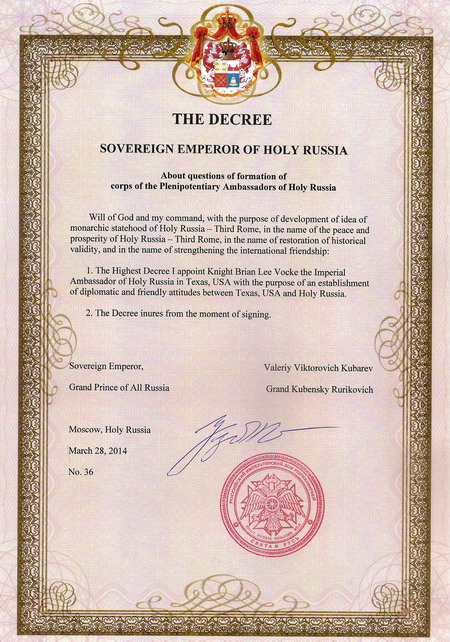 THE DECREE
SOVEREIGN EMPEROR OF HOLY RUSSIA
About questions of formation of
corps of the Plenipotentiary Ambassadors of Holy Russia
Will of God and my command, with the purpose of development of idea of
monarchic statehood of Holy Russia – Third Rome, in the name of the peace and
prosperity of Holy Russia – Third Rome, in the name of restoration of historical
validity, and in the name of strengthening the international friendship:
1. The Highest Decree I appoint Knight Brian Lee Vocke the Imperial
Ambassador of Holy Russia in Texas, USA with the purpose of an establishment
of diplomatic and friendly attitudes between Texas, USA and Holy Russia.
2. The Decree inures from the moment of signing.
Sovereign Emperor, Valeriy Viktorovich Kubarev
Grand Prince of All Russia Grand Kubensky Rurikovich
Moscow, Holy Russia
March 28, 2014
No. 36
СВЯТАЯ РУСЬ